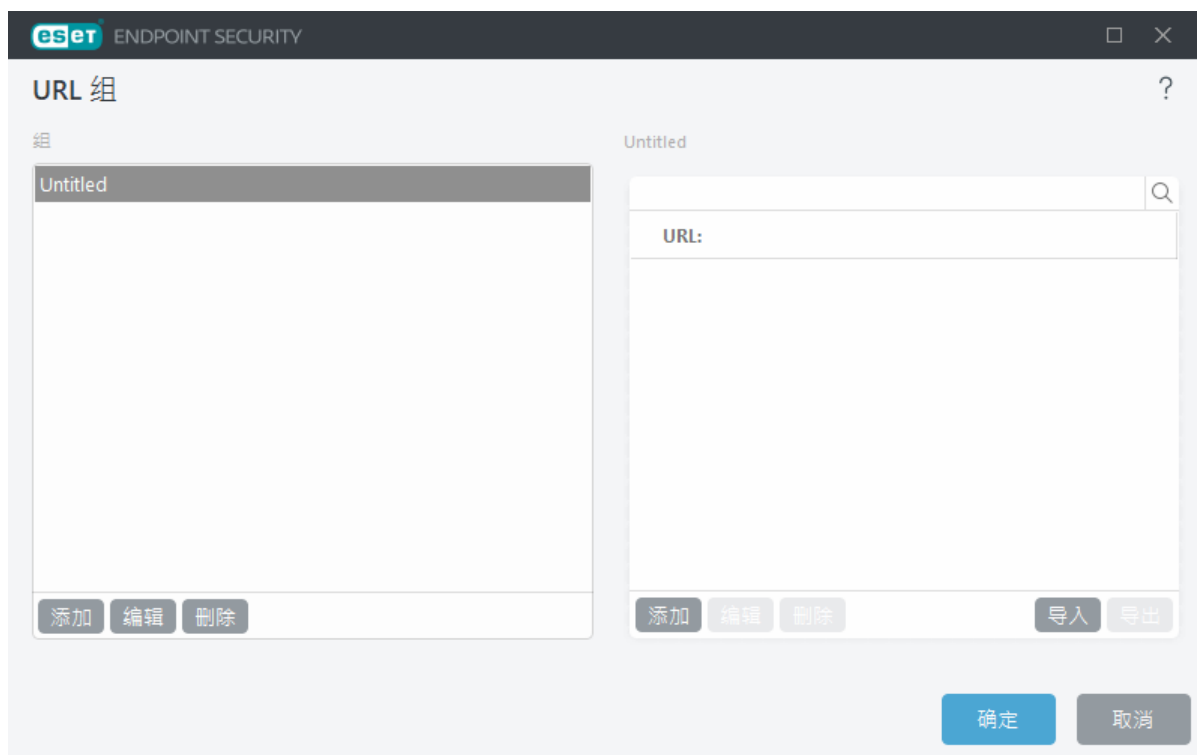 eset ENDPOINT SECURITY
URL 组
?
组
Untitled
Untitled
URL:
添加 编辑 删除
添加 编辑 删除 导入 导出
确定 取消